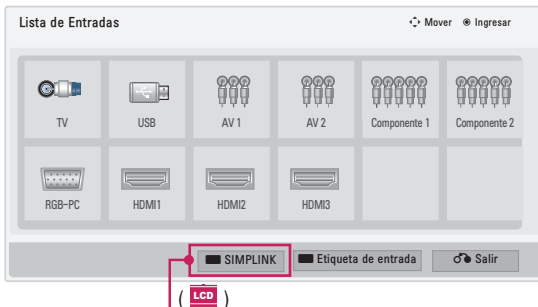 Lista de Entradas Mover Ingresar
TV USB AV 1 AV 2 Componente 1 Componente 2
RGB-PC HDMI1 HDMI2 HDMI3
SIMPLINK Etiqueta de entrada Salir
( LCD )